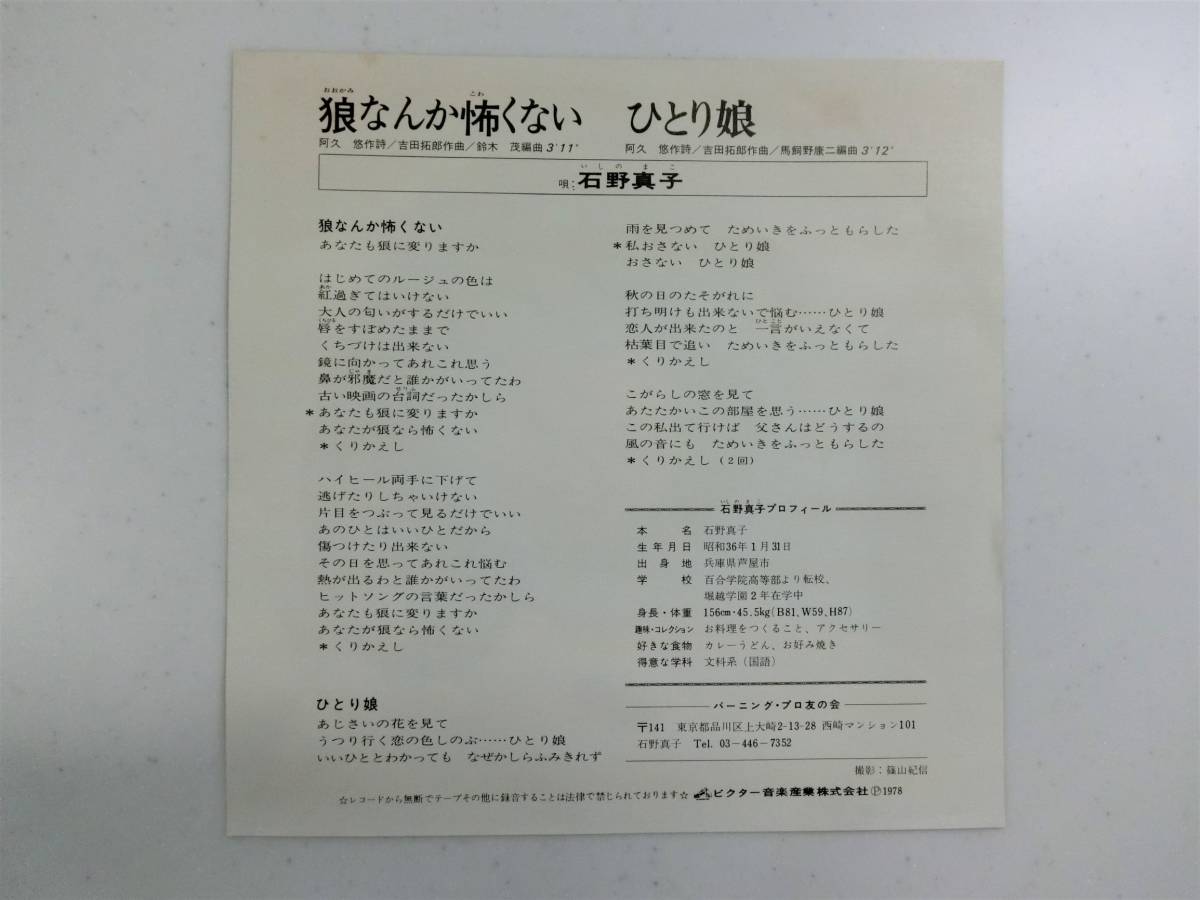 狼なんか怖くない
阿久 悠作詩/吉田拓郎作曲/鈴木 茂編曲 3'11"
ひとり娘
阿久 悠作詩/吉田拓郎作曲/馬飼野康二編曲 3'12"
唄:石野真子
狼なんか怖くない
あなたも狼に変りますか
はじめてのルージュの色は
紅過ぎてはいけない
大人の匂いがするだけでいい
唇をすぼめたままで
くちづけは出来ない
鏡に向かってあれこれ思う
鼻が邪魔だと誰かがいってたわ
古い映画の台詞だったかしら
*あなたも狼に変りますか
あなたが狼なら怖くない
*くりかえし
ハイヒール両手に下げて
逃げたりしちゃいけない
片目をつぶって見るだけでいい
あのひとはいいひとだから
傷つけたり出来ない
その日を思ってあれこれ悩む
熱が出るわと誰かがいってたわ
ヒットソングの言葉だったかしら
あなたも狼に変りますか
あなたが狼なら怖くない
*くりかえし
ひとり娘
あじさいの花を見て
うつり行く恋の色しのぶ……ひとり娘
いいひととわかっても なぜかしらふみきれず
雨を見つめて ためいきをふっともらした
*私おさない ひとり娘
おさない ひとり娘
秋の日のたそがれに
打ち明けも出来ないで悩む……ひとり娘
恋人が出来たのと 一言がいえなくて
枯葉目で追い ためいきをふっともらした
*くりかえし
こがらしの窓を見て
あたたかいこの部屋を思う……ひとり娘
この私出て行けば 父さんはどうするの
風の音にも ためいきをふっともらした
*くりかえし(2回)
石野真子プロフィール
本名 石野真子
生年月日 昭和36年1月31日
出身地 兵庫県芦屋市
学校 百合学院高等部より転校、
堀越学園2年在学中
身長・体重 156cm・45.5kg(B81、W59、H87)
趣味・コレクション お料理をつくること、アクセサリー
好きな食物 カレーうどん、お好み焼き
得意な学科 文科系(国語)
バーニング・プロ友の会
〒141 東京都品川区上大崎2-13-28 西崎マンション101
石野真子 Tel. 03-446-7352
撮影:篠山紀信
☆レコードから無断でテープその他に録音することは法律で禁じられております☆ ビクター音楽産業株式会社Ⓟ1978